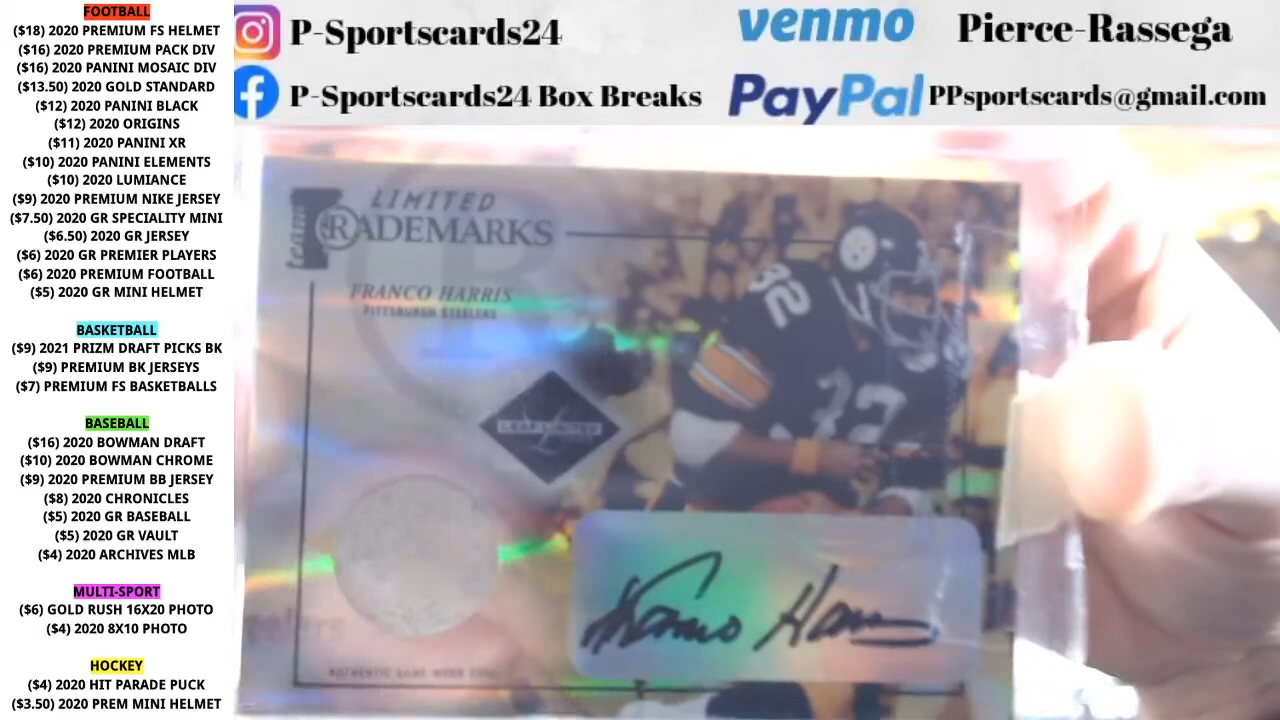 FOOTBALL
($18) 2020 PREMIUM FS HELMET
($16) 2020 PREMIUM PACK DIV
($16) 2020 PANINI MOSAIC DIV
($13.50) 2020 GOLD STANDARD
($12) 2020 PANINI BLACK
($12) 2020 ORIGINS
($11) 2020 PANINI XR
($10) 2020 PANINI ELEMENTS
($10) 2020 LUMIANCE
($9) 2020 PREMIUM NIKE JERSEY
($7.50) 2020 GR SPECIALITY MINI
($6.50) 2020 GR JERSEY
($6) 2020 GR PREMIER PLAYERS
($6) 2020 PREMIUM FOOTBALL
($5) 2020 GR MINI HELMET
BASKETBALL
($9) 2021 PRIZM DRAFT PICKS BK
($9) PREMIUM BK JERSEYS
($7) PREMIUM FS BASKETBALLS
BASEBALL
($16) 2020 BOWMAN DRAFT
($10) 2020 BOWMAN CHROME
($9) 2020 PREMIUM BB JERSEY
($8) 2020 CHRONICLES
($5) 2020 GR BASEBALL
($5) 2020 GR VAULT
($4) 2020 ARCHIVES MLB
MULTI-SPORT
($6) GOLD RUSH 16X20 PHOTO
($4) 2020 8X10 PHOTO
HOCKEY
($4) 2020 HIT PARADE PUCK
($3.50) 2020 PREM MINI HELMET
P-Sportscards24
venmo Pierce-Rassega
P-Sportscards24 Box Breaks
PayPal PPsportscards@gmail.com
LIMITED
team TRADEMARKS
FRANCO HARRIS
PITTSBURGH STEELERS
32
32
LEAF LIMITED
Franco Harris